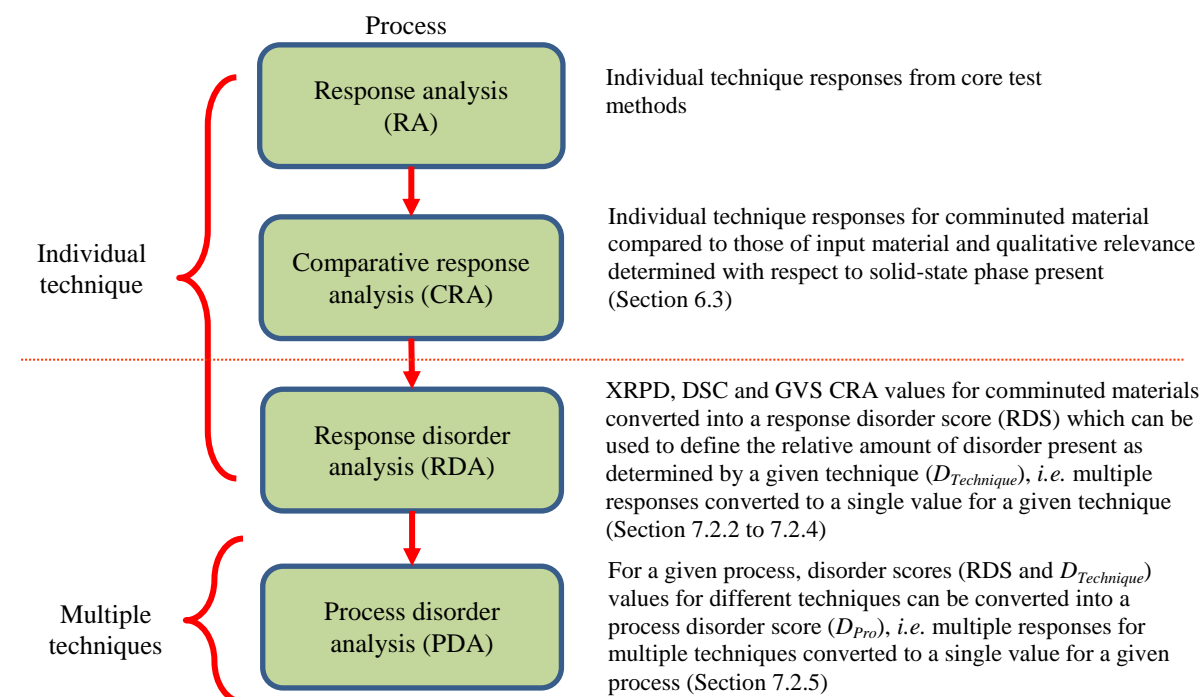 Process
Response analysis
(RA)
Individual technique responses from core test
methods
Individual
technique
Comparative response
analysis (CRA)
Individual technique responses for comminuted material
compared to those of input material and qualitative relevance
determined with respect to solid-state phase present
(Section 6.3)
Response disorder
analysis (RDA)
XRPD, DSC and GVS CRA values for comminuted materials
converted into a response disorder score (RDS) which can be
used to define the relative amount of disorder present as
determined by a given technique (D_Technique), i.e. multiple
responses converted to a single value for a given technique
(Section 7.2.2 to 7.2.4)
Multiple
techniques
Process disorder
analysis (PDA)
For a given process, disorder scores (RDS and D_Technique)
values for different techniques can be converted into a
process disorder score (D_Pro), i.e. multiple responses for
multiple techniques converted to a single value for a given
process (Section 7.2.5)